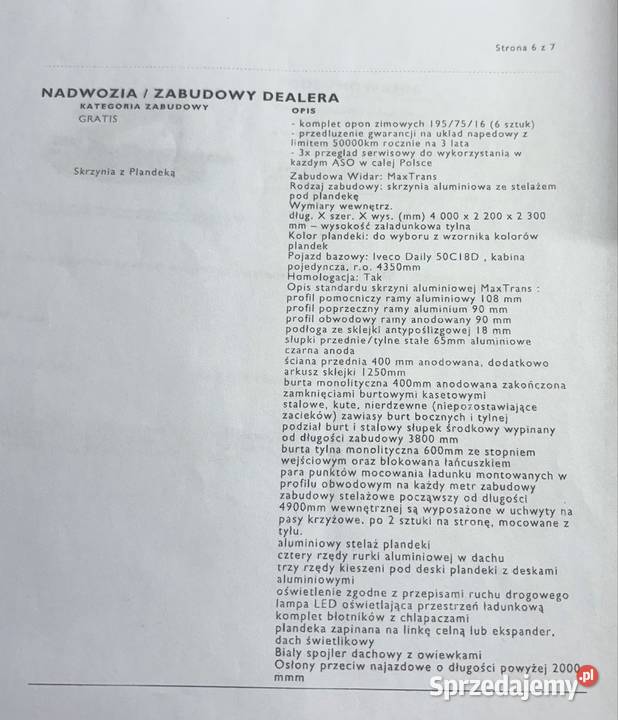 Strona 6 z 7
NADWOZIA / ZABUDOWY DEALERA
KATEGORIA ZABUDOWY
OPIS
GRATIS
- komplet opon zimowych 195/75/16 (6 sztuk)
- przedluzenie gwarancji na uklad napedowy z
limitem 50000km rocznie na 3 lata
- 3x przeglad serwisowy do wykorzystania w
kazdym ASO w calej Polsce
Skrzynia z Plandeką
Zabudowa Widar: MaxTrans
Rodzaj zabudowy: skrzynia aluminiowa ze stelażem
pod plandekę
Wymiary wewnętrz.
dług. X szer. X wys. (mm) 4 000 x 2 200 x 2 300
mm – wysokość załadunkowa tylna
Kolor plandeki: do wyboru z wzornika kolorów
plandek
Pojazd bazowy: Iveco Daily 50C18D , kabina
pojedyncza, r.o. 4350mm
Homologacja: Tak
Opis standardu skrzyni aluminiowej MaxTrans :
profil pomocniczy ramy aluminiowy 108 mm
profil poprzeczny ramy aluminium 90 mm
profil obwodowy ramy anodowany 90 mm
podłoga ze sklejki antypoślizgowej 18 mm
słupki przednie/tylne stałe 65mm aluminiowe
czarna anoda
ściana przednia 400 mm anodowana, dodatkowo
arkusz sklejki 1250mm
burta monolityczna 400mm anodowana zakończona
zamknięciami burtowymi kasetowymi
stalowe, kute, nierdzewne (niepozostawiające
zacieków) zawiasy burt bocznych i tylnej
podział burt i stalowy słupek środkowy wypinany
od długości zabudowy 3800 mm
burta tylna monolityczna 600mm ze stopniem
wejściowym oraz blokowana łańcuszkiem
para punktów mocowania ładunku montowanych w
profilu obwodowym na każdy metr zabudowy
zabudowy stelażowe począwszy od długości
4900mm wewnętrznej są wyposażone w uchwyty na
pasy krzyżowe, po 2 sztuki na stronę, mocowane z
tyłu.
aluminiowy stelaż plandeki
cztery rzędy rurki aluminiowej w dachu
trzy rzędy kieszeni pod deski plandeki z deskami
aluminiowymi
oświetlenie zgodne z przepisami ruchu drogowego
lampa LED oświetlająca przestrzeń ładunkową
komplet błotników z chlapaczami
plandeka zapinana na linkę celną lub ekspander,
dach świetlikowy
Biały spojler dachowy z owiewkami
Osłony przeciw najazdowe o długości powyżej 2000
mmm
Sprzedajemy.pl